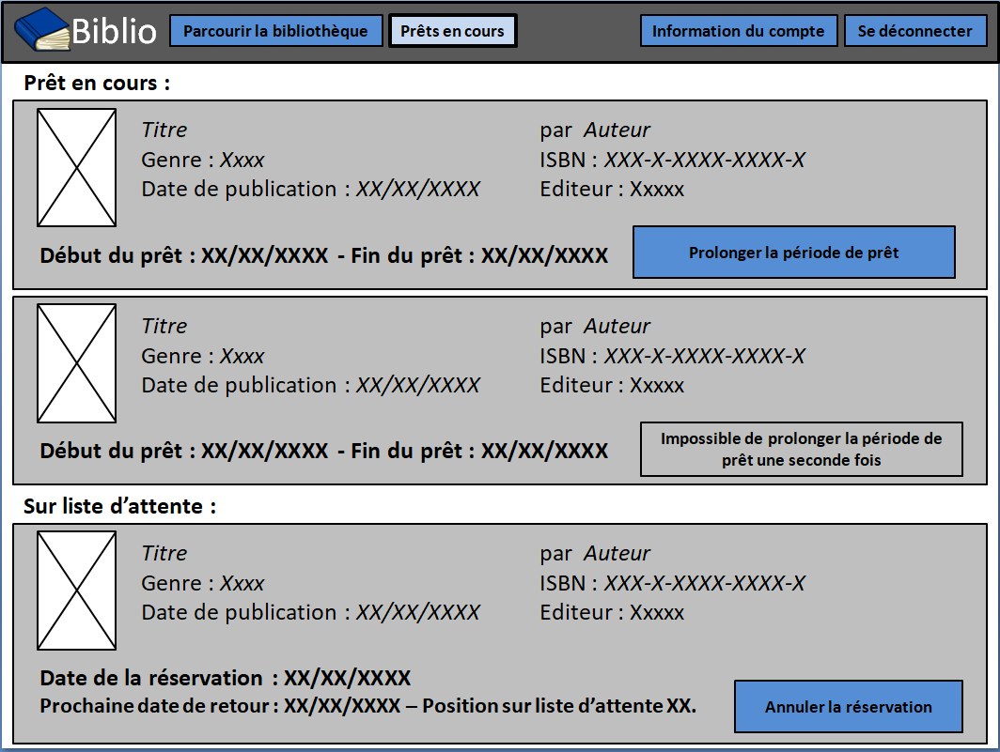 Biblio Parcourir la bibliothèque Prêts en cours Information du compte Se déconnecter
Prêt en cours :
Titre par Auteur
Genre : Xxxx ISBN : XXX-X-XXXX-XXXX-X
Date de publication : XX/XX/XXXX Editeur : Xxxxx
Début du prêt : XX/XX/XXXX - Fin du prêt : XX/XX/XXXX Prolonger la période de prêt
Titre par Auteur
Genre : Xxxx ISBN : XXX-X-XXXX-XXXX-X
Date de publication : XX/XX/XXXX Editeur : Xxxxx
Début du prêt : XX/XX/XXXX - Fin du prêt : XX/XX/XXXX
Impossible de prolonger la période de
prêt une seconde fois
Sur liste d’attente :
Titre par Auteur
Genre : Xxxx ISBN : XXX-X-XXXX-XXXX-X
Date de publication : XX/XX/XXXX Editeur : Xxxxx
Date de la réservation : XX/XX/XXXX
Prochaine date de retour : XX/XX/XXXX – Position sur liste d’attente XX.
Annuler la réservation